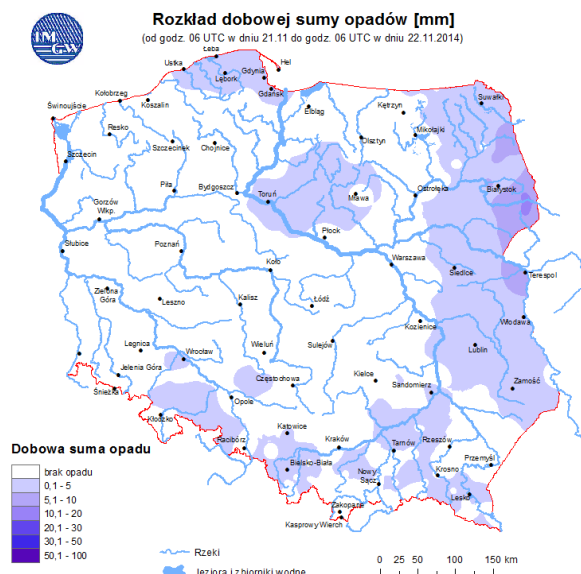 IM
GW
Rozkład dobowej sumy opadów [mm]
(od godz. 06 UTC w dniu 21.11 do godz. 06 UTC w dniu 22.11.2014)
Łeba
Ustka
Hel
Lębork
Gdynia
Gdańsk
Kołobrzeg
Koszalin
Świnoujście
Elbląg
Kętrzyn
Suwałki
Resko
Olsztyn
Mikołajki
Szczecin
Szczecinek
Chojnice
Piła
Bydgoszcz
Toruń
Mława
Ostrołęka
Białystok
Gorzów
Wlkp.
Płock
Słubice
Poznań
Koło
Warszawa
Siedlce
Terespol
Zielona
Góra
Leszno
Kalisz
Łódź
Kozienice
Włodawa
Legnica
Wrocław
Wieluń
Sulejów
Lublin
Jelenia Góra
Śnieżka
Częstochowa
Kielce
Sandomierz
Zamość
Kłodzko
Opole
Racibórz
Katowice
Kraków
Tarnów
Rzeszów
Przemyśl
Bielsko-Biała
Nowy
Sącz
Krosno
Lesko
Zakopane
Kasprowy Wierch
Dobowa suma opadu
brak opadu
0,1 - 5
5,1 - 10
10,1 - 20
20,1 - 30
30,1 - 50
50,1 - 100
Rzeki
Jeziora i zbiorniki wodne
0 25 50 100 150 km